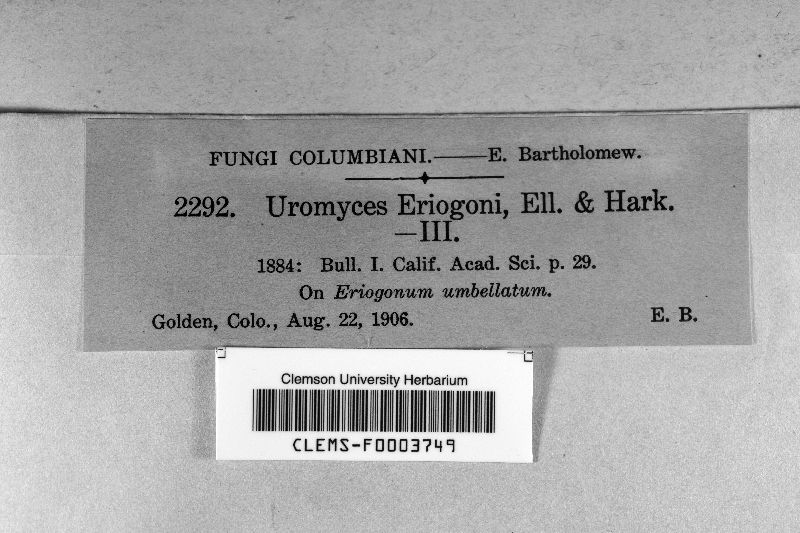 FUNGI COLUMBIANI.——E. Bartholomew.
2292. Uromyces Eriogoni, Ell. & Hark.
—III.
1884: Bull. I. Calif. Acad. Sci. p. 29.
On Eriogonum umbellatum.
Golden, Colo., Aug. 22, 1906. E. B.
Clemson University Herbarium
CLEMS-F0003749